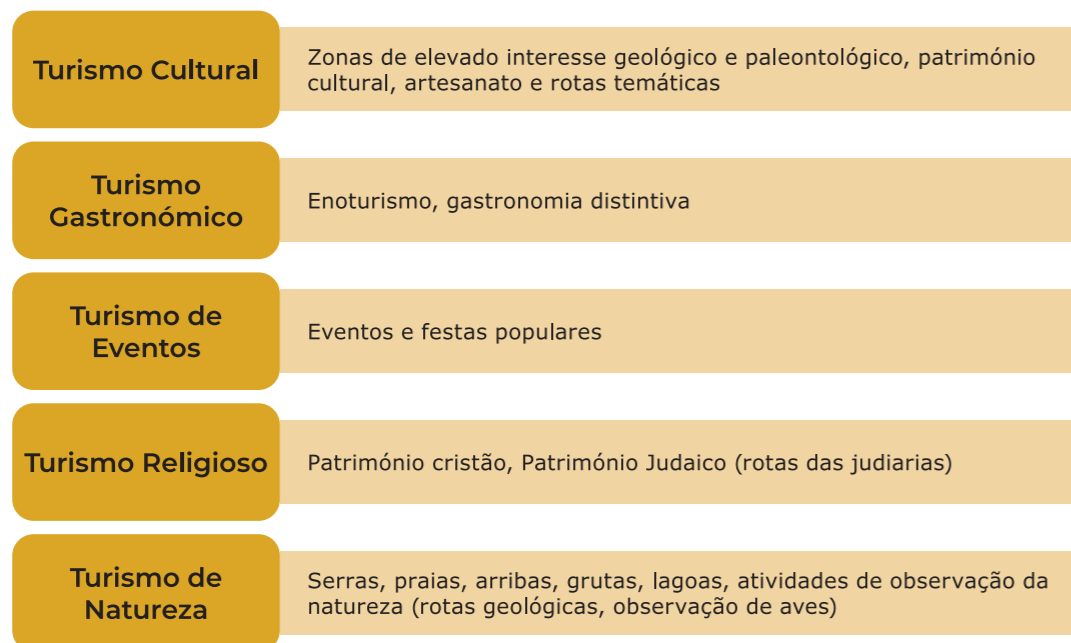 Turismo Cultural
Zonas de elevado interesse geológico e paleontológico, património
cultural, artesanato e rotas temáticas
Turismo
Gastronómico
Enoturismo, gastronomia distintiva
Turismo de
Eventos
Eventos e festas populares
Turismo Religioso
Património cristão, Património Judaico (rotas das judiarias)
Turismo de
Natureza
Serras, praias, arribas, grutas, lagoas, atividades de observação da
natureza (rotas geológicas, observação de aves)